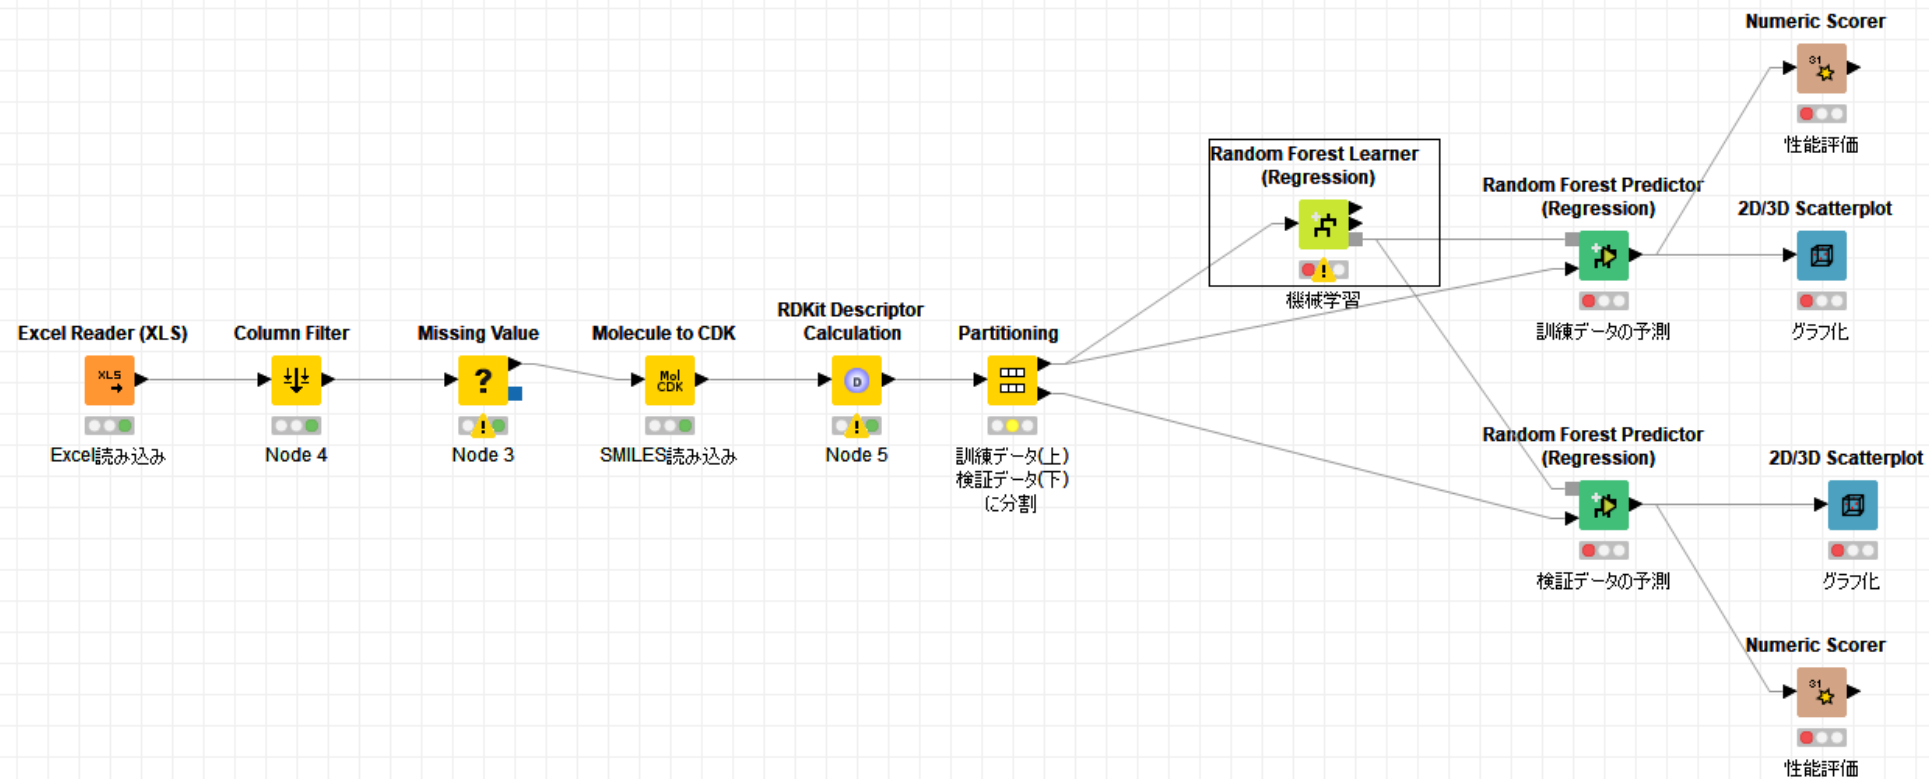 Numeric Scorer
31
性能評価
Random Forest Learner
(Regression)
機械学習
Random Forest Predictor
(Regression)
訓練データの予測
2D/3D Scatterplot
グラフ化
Excel Reader (XLS)
XLS
Excel読み込み
Column Filter
Node 4
Missing Value
?
Node 3
Molecule to CDK
Mol
CDK
SMILES読み込み
RDKit Descriptor
Calculation
D
Node 5
Partitioning
訓練データ(上)
検証データ(下)
に分割
Random Forest Predictor
(Regression)
検証データの予測
2D/3D Scatterplot
グラフ化
Numeric Scorer
31
性能評価